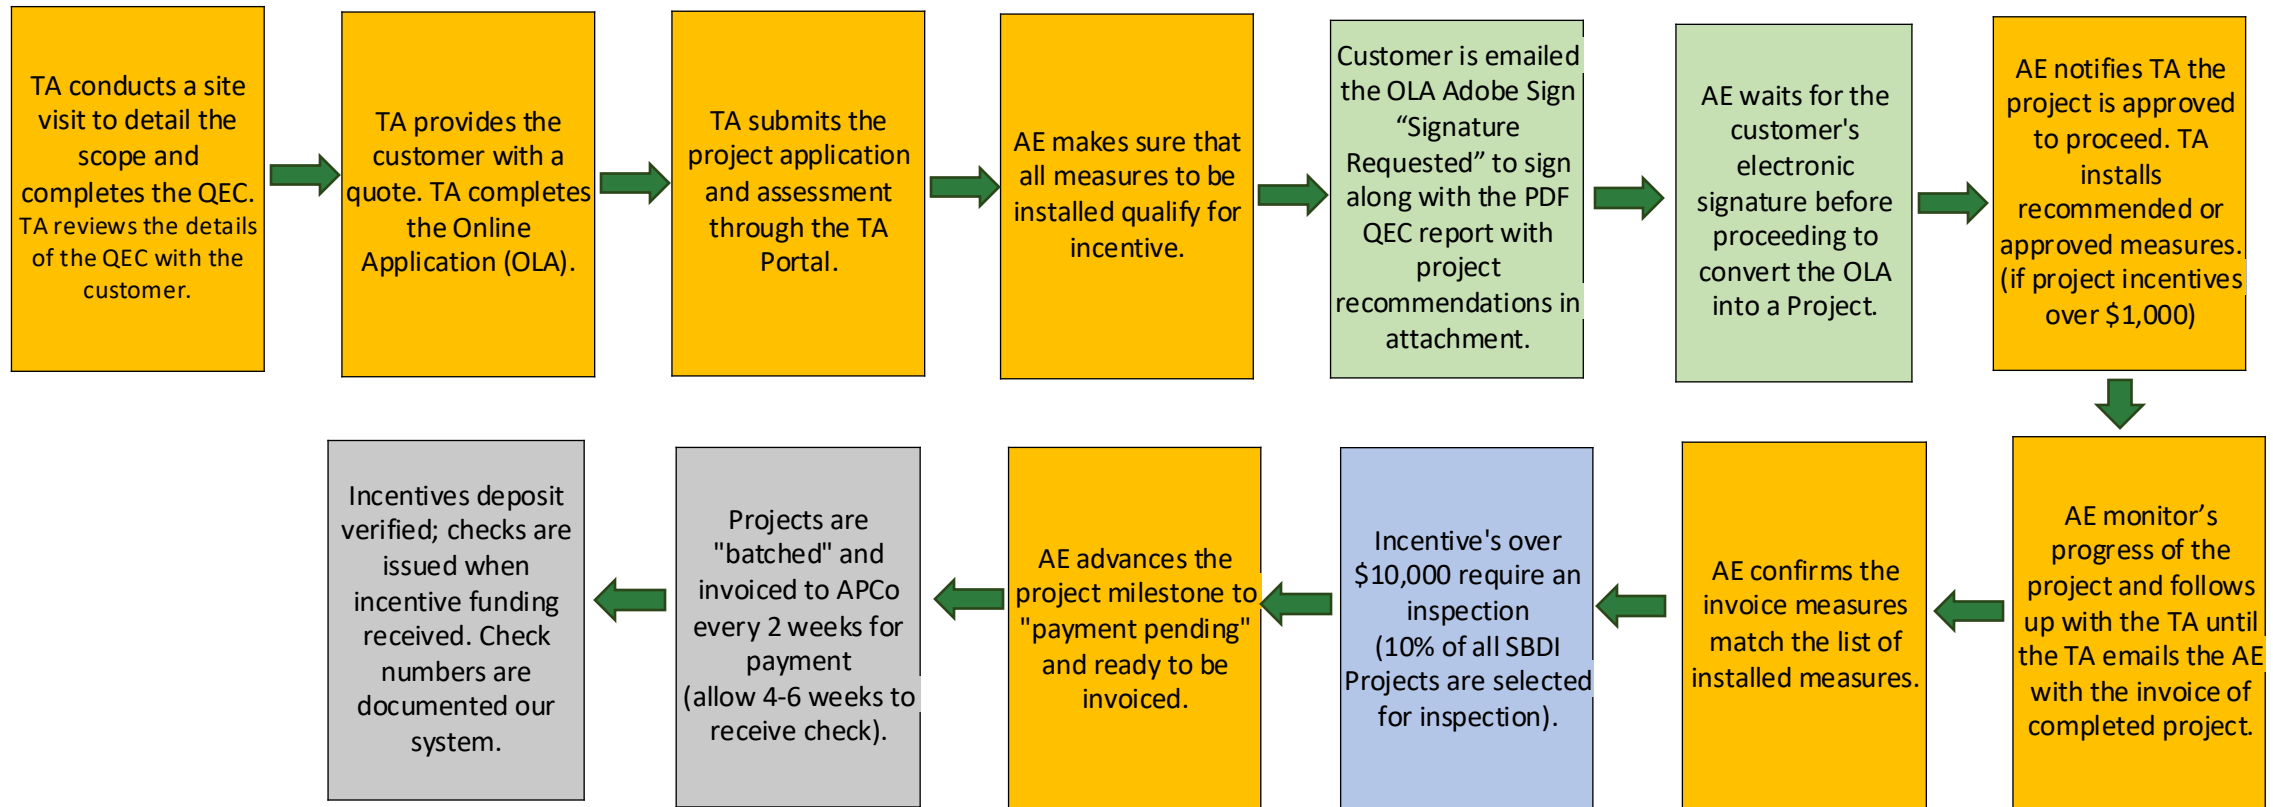 TA conducts a site
visit to detail the
scope and
completes the QEC.
TA reviews the details
of the QEC with the
customer.
TA provides the
customer with a
quote. TA completes
the Online
Application (OLA).
TA submits the
project application
and assessment
through the TA
Portal.
AE makes sure that
all measures to be
installed qualify for
incentive.
Customer is emailed
the OLA Adobe Sign
“Signature
Requested” to sign
along with the PDF
QEC report with
project
recommendations in
attachment.
AE waits for the
customer's
electronic
signature before
proceeding to
convert the OLA
into a Project.
AE notifies TA the
project is approved
to proceed. TA
installs
recommended or
approved measures.
(if project incentives
over $1,000)
AE monitor’s
progress of the
project and follows
up with the TA until
the TA emails the AE
with the invoice of
completed project.
AE confirms the
invoice measures
match the list of
installed measures.
Incentive's over
$10,000 require an
inspection
(10% of all SBDI
Projects are selected
for inspection).
AE advances the
project milestone to
"payment pending"
and ready to be
invoiced.
Projects are
"batched" and
invoiced to APCo
every 2 weeks for
payment
(allow 4-6 weeks to
receive check).
Incentives deposit
verified; checks are
issued when
incentive funding
received. Check
numbers are
documented our
system.